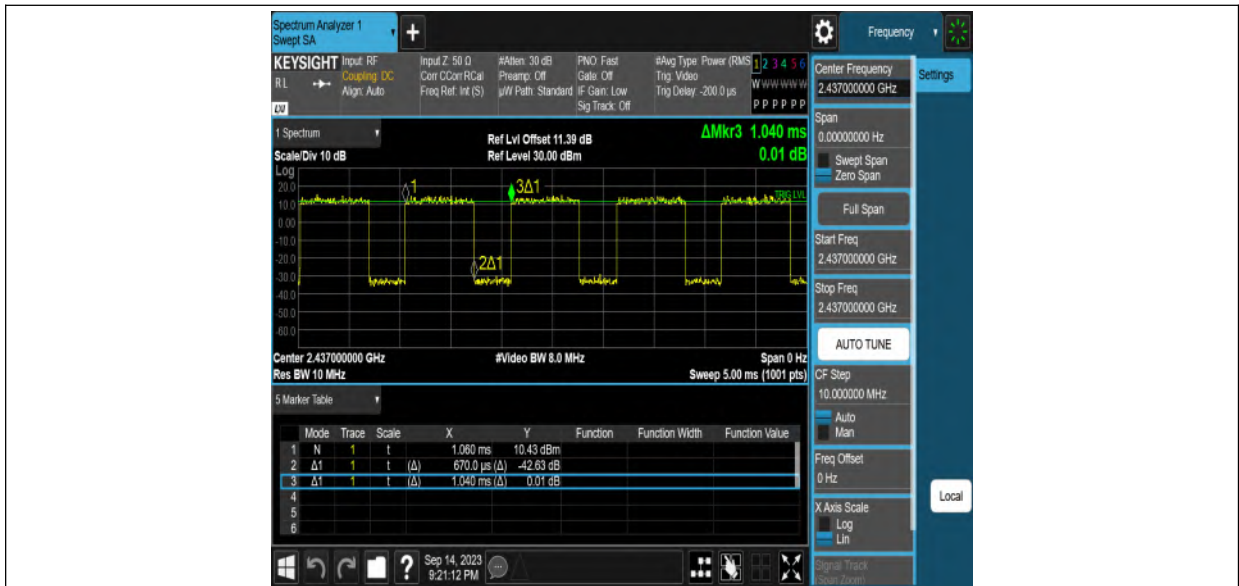 Spectrum Analyzer 1
Swept SA
+
Frequency
KEYSIGHT
RL
LXI
Input: RF
Coupling: DC
Align: Auto
Input Z: 50 Ω
Corr CCorr RCal
Freq Ref: Int (S)
#Atten: 30 dB
Preamp: Off
µW Path: Standard
PNO: Fast
Gate: Off
IF Gain: Low
Sig Track: Off
#Avg Type: Power (RMS
Trig: Video
Trig Delay: -200.0 µs
1 2 3 4 5 6
W W W W W W
P P P P P P
1 Spectrum
Scale/Div 10 dB
Log
Ref Lvl Offset 11.39 dB
Ref Level 30.00 dBm
ΔMkr3 1.040 ms
0.01 dB
20.0
10.0
0.00
-10.0
-20.0
-30.0
-40.0
-50.0
-60.0
1
3Δ1
2Δ1
TRIG LVL
Center 2.437000000 GHz
#Video BW 8.0 MHz
Span 0 Hz
Res BW 10 MHz
Sweep 5.00 ms (1001 pts)
5 Marker Table
Mode Trace Scale X Y Function Function Width Function Value
1 N 1 t 1.060 ms 10.43 dBm
2 Δ1 1 t (Δ) 670.0 µs (Δ) -42.63 dB
3 Δ1 1 t (Δ) 1.040 ms (Δ) 0.01 dB
4
5
6
?
Sep 14, 2023
9:21:12 PM
Center Frequency
2.437000000 GHz
Span
0.00000000 Hz
Swept Span
Zero Span
Full Span
Start Freq
2.437000000 GHz
Stop Freq
2.437000000 GHz
AUTO TUNE
CF Step
10.000000 MHz
Auto
Man
Freq Offset
0 Hz
X Axis Scale
Log
Lin
Signal Track
(Span Zoom)
Settings
Local